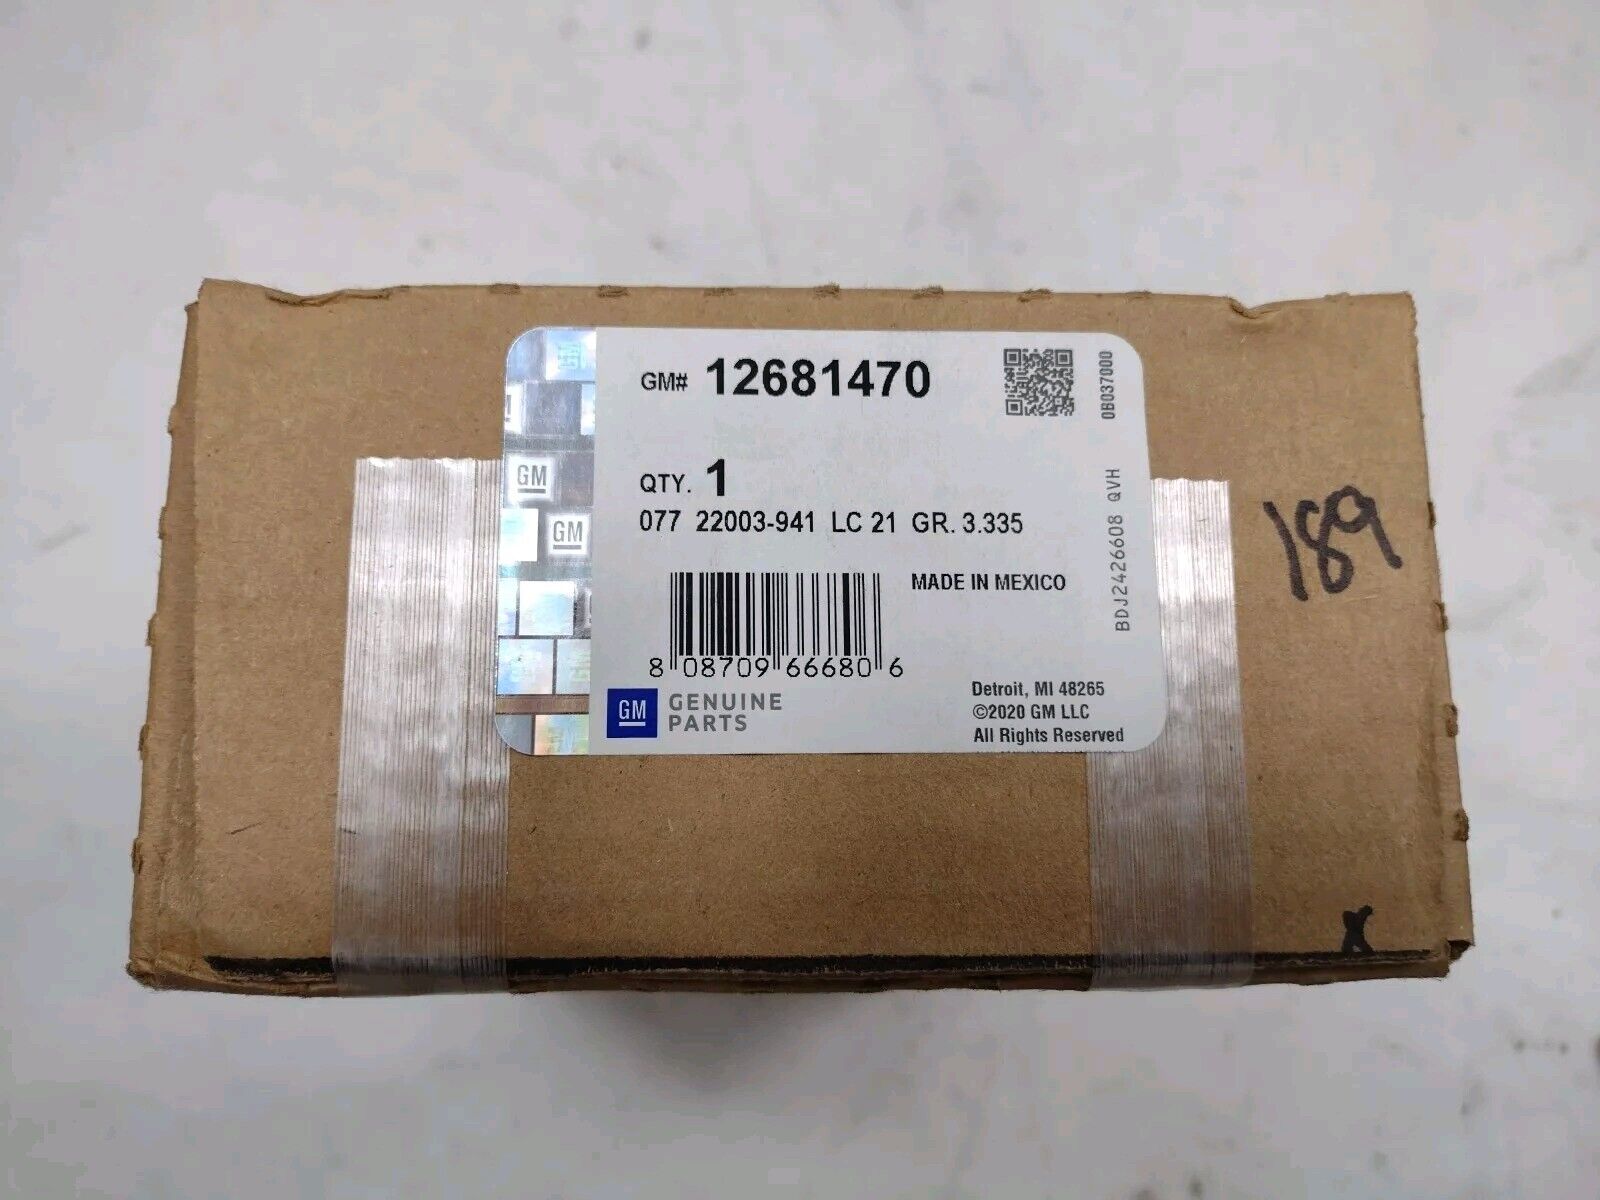 GM# 12681470
0B037000
QTY. 1
077 22003-941 LC 21 GR. 3.335
BDJ2426608 QVH
MADE IN MEXICO
8 08709 66680 6
GM GENUINE PARTS
Detroit, MI 48265
©2020 GM LLC
All Rights Reserved
GM
GM
189
x